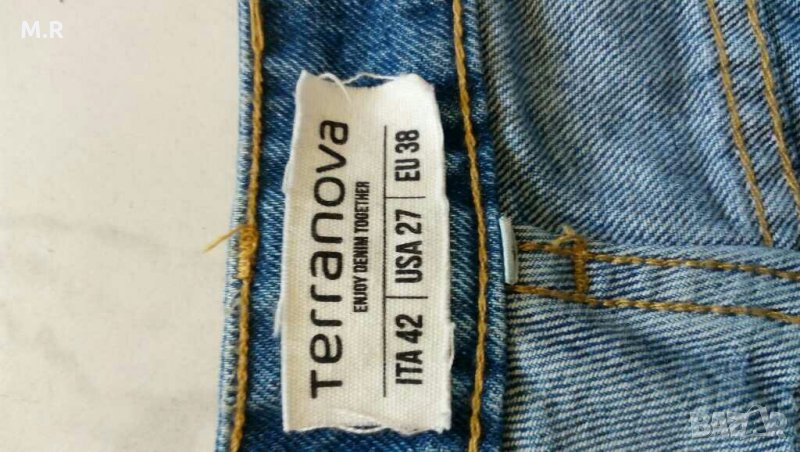 M.R
Terranova
ENJOY DENIM TOGETHER
ITA 42 | USA 27 | EU 38